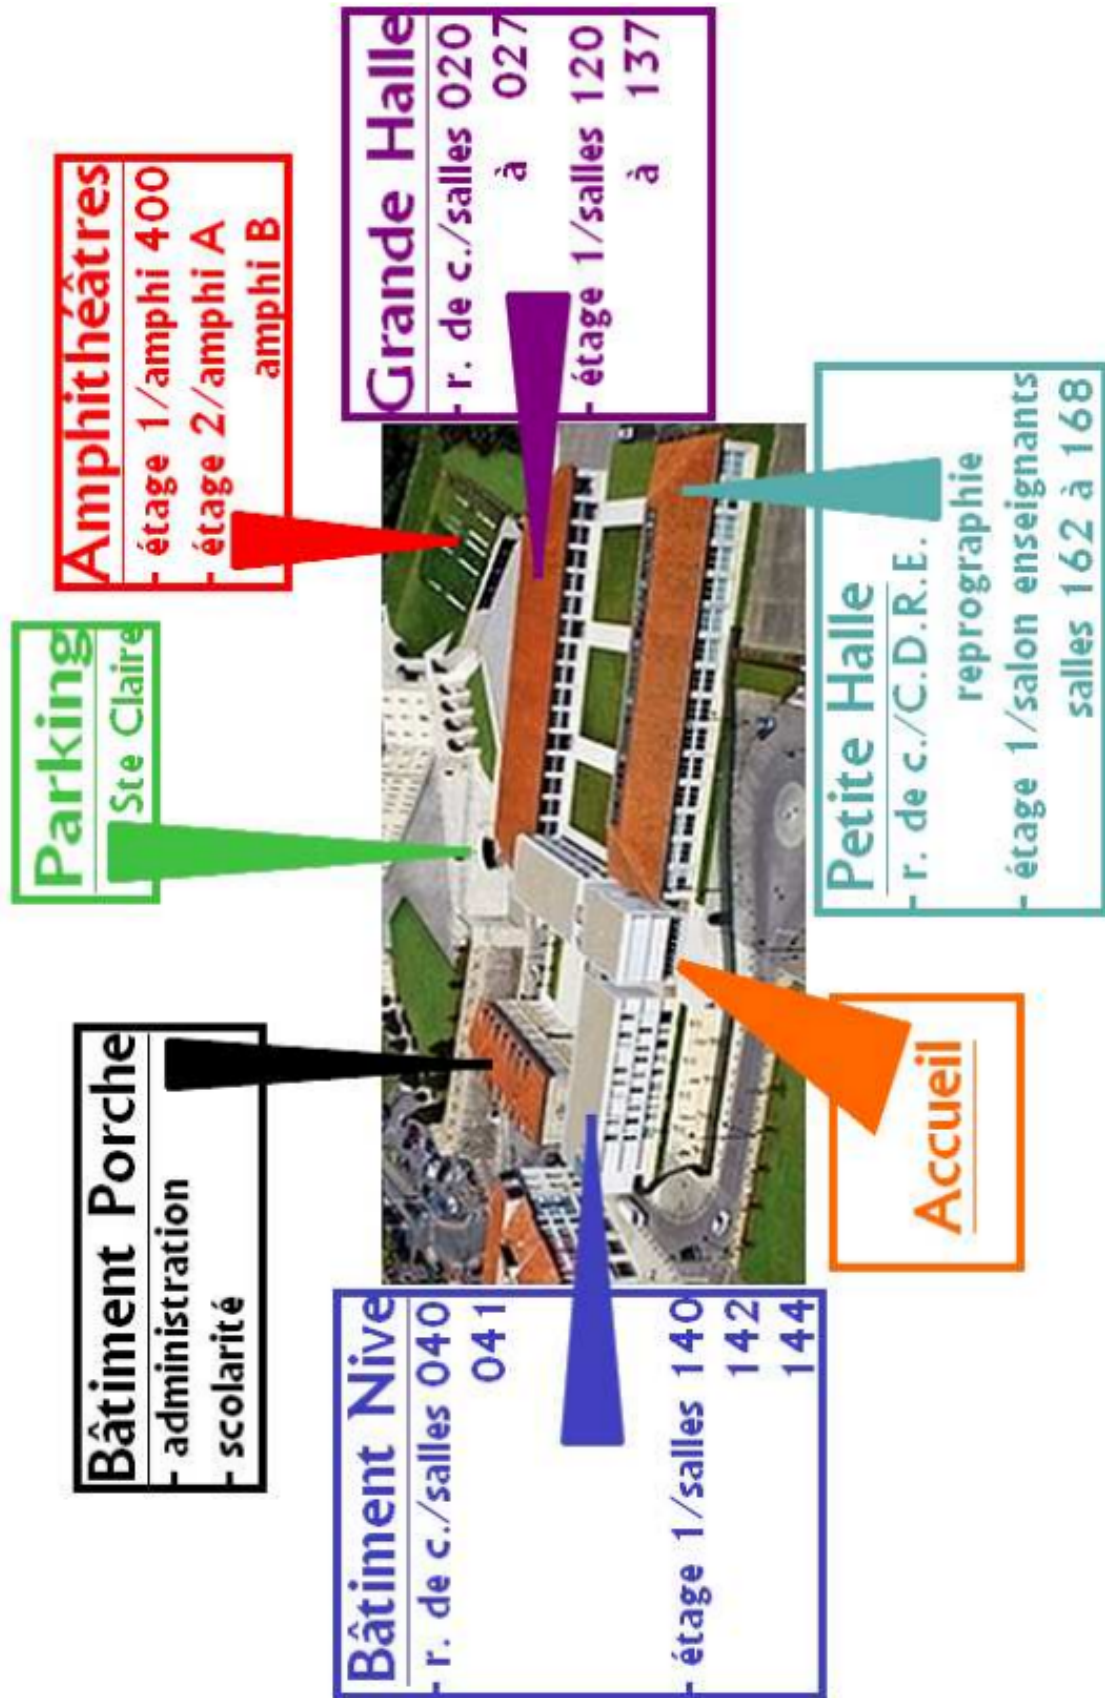 Bâtiment Porche
- administration
- scolarité
Parking
Ste Claire
Amphithéâtres
- étage 1/amphi 400
- étage 2/amphi A
amphi B
Bâtiment Nive
- r. de c./salles 040
041
- étage 1/salles 140
142
144
Grande Halle
- r. de c./salles 020
à 027
- étage 1/salles 120
à 137
Accueil
Petite Halle
- r. de c./C.D.R.E.
reprographie
- étage 1/salon enseignants
salles 162 à 168